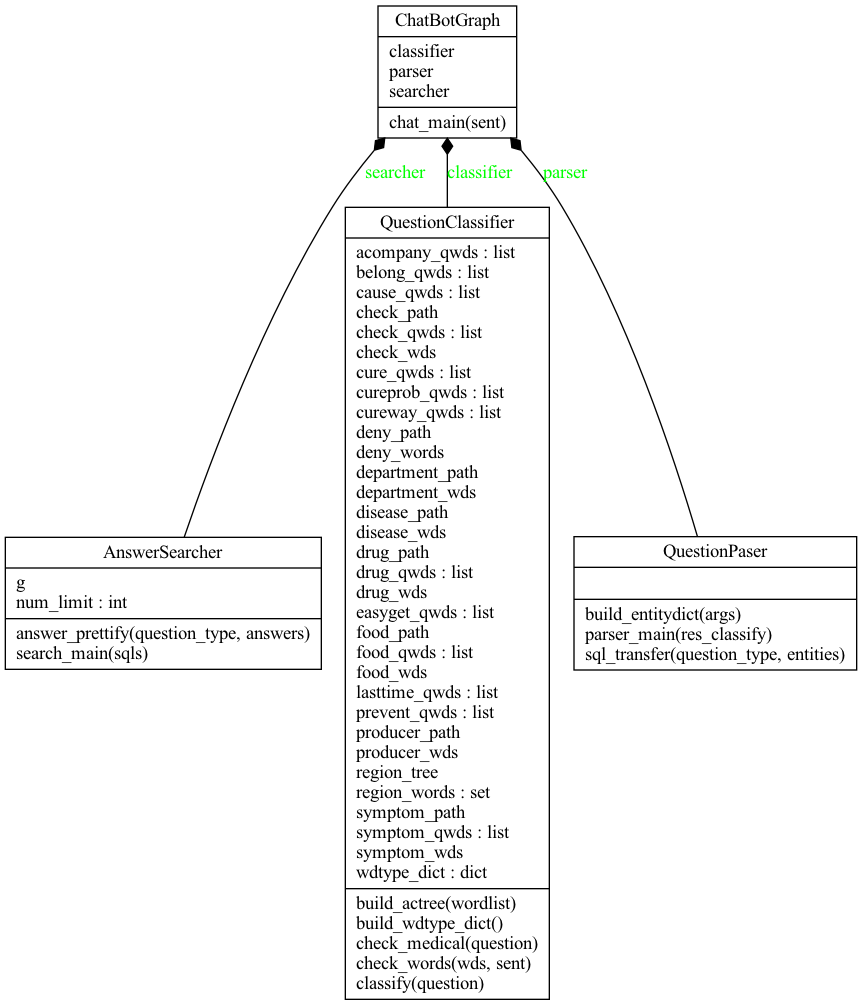 ChatBotGraph
classifier
parser
searcher
chat_main(sent)
searcher
classifier
parser
QuestionClassifier
acompany_qwds : list
belong_qwds : list
cause_qwds : list
check_path
check_qwds : list
check_wds
cure_qwds : list
cureprob_qwds : list
cureway_qwds : list
deny_path
deny_words
department_path
department_wds
disease_path
disease_wds
drug_path
drug_qwds : list
drug_wds
easyget_qwds : list
food_path
food_qwds : list
food_wds
lasttime_qwds : list
prevent_qwds : list
producer_path
producer_wds
region_tree
region_words : set
symptom_path
symptom_qwds : list
symptom_wds
wdtype_dict : dict
build_actree(wordlist)
build_wdtype_dict()
check_medical(question)
check_words(wds, sent)
classify(question)
AnswerSearcher
g
num_limit : int
answer_prettify(question_type, answers)
search_main(sqls)
QuestionPaser
build_entitydict(args)
parser_main(res_classify)
sql_transfer(question_type, entities)